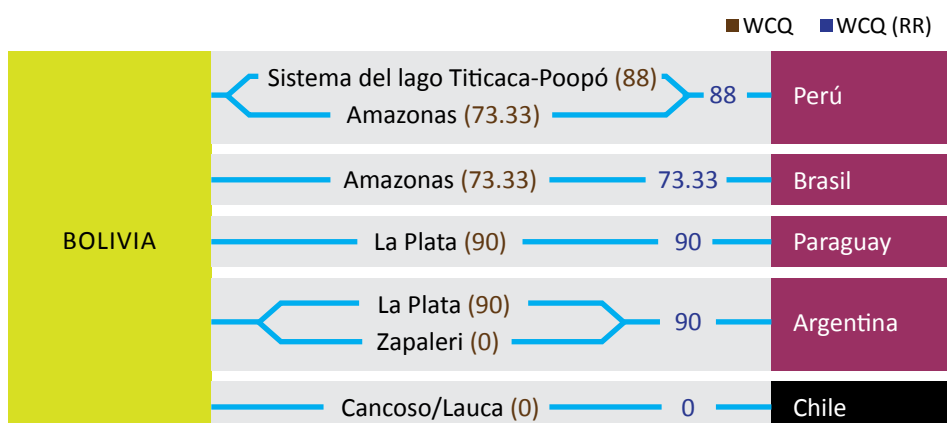 WCQ WCQ (RR)
Sistema del lago Titicaca-Poopó (88)
Amazonas (73.33)
88
Perú
Amazonas (73.33) 73.33 Brasil
BOLIVIA
La Plata (90) 90 Paraguay
La Plata (90)
Zapaleri (0)
90
Argentina
Cancoso/Lauca (0) 0 Chile